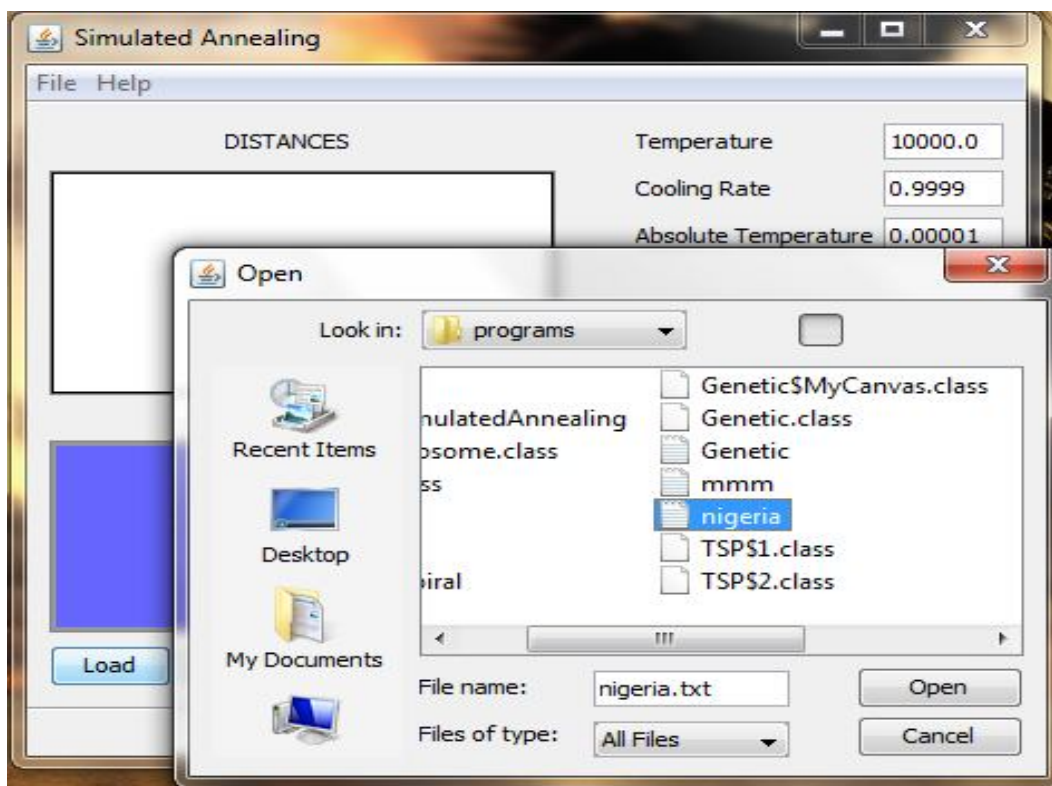 Simulated Annealing
File Help
DISTANCES
Temperature 10000.0
Cooling Rate 0.9999
Absolute Temperature 0.00001
Open
Look in: programs
Recent Items
Desktop
My Documents
nulatedAnnealing
osome.class
ss
piral
Genetic$MyCanvas.class
Genetic.class
Genetic
mmm
nigeria
TSP$1.class
TSP$2.class
File name: nigeria.txt Open
Files of type: All Files Cancel
Load